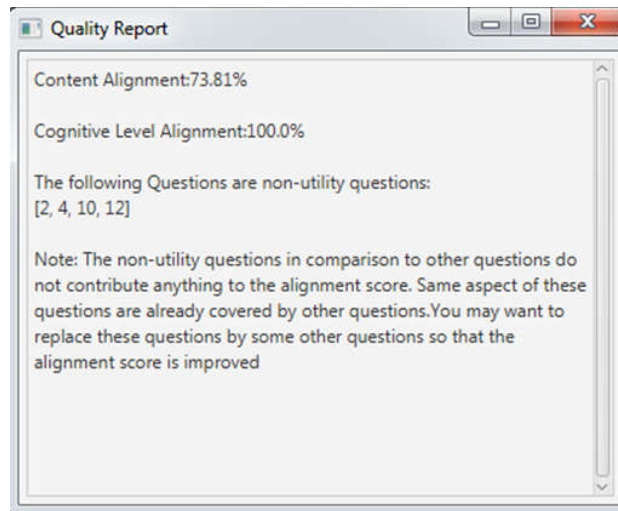 Quality Report
Content Alignment:73.81%
Cognitive Level Alignment:100.0%
The following Questions are non-utility questions:
[2, 4, 10, 12]
Note: The non-utility questions in comparison to other questions do
not contribute anything to the alignment score. Same aspect of these
questions are already covered by other questions.You may want to
replace these questions by some other questions so that the
alignment score is improved